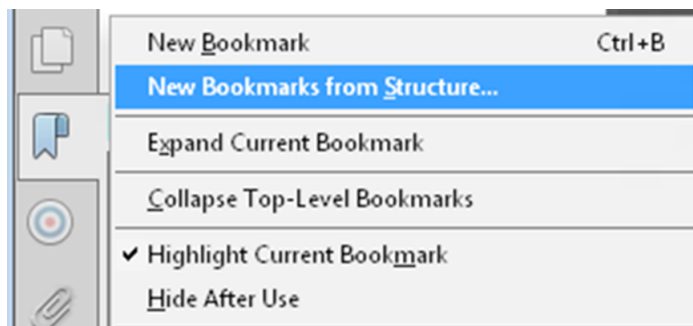 New Bookmark Ctrl+B
New Bookmarks from Structure...
Expand Current Bookmark
Collapse Top-Level Bookmarks
Highlight Current Bookmark
Hide After Use